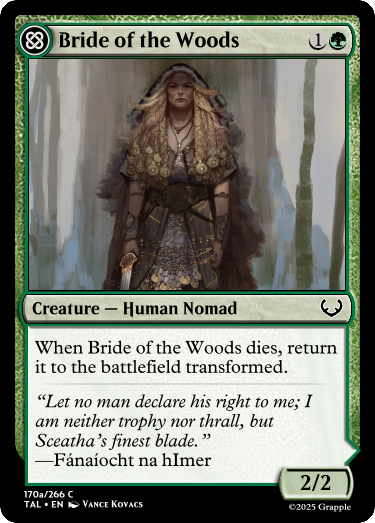 Bride of the Woods 1
Creature — Human Nomad
When Bride of the Woods dies, return
it to the battlefield transformed.
“Let no man declare his right to me; I
am neither trophy nor thrall, but
Sceatha’s finest blade.”
—Fánaíocht na hImer
2/2
170a/266 C
TAL • EN Vance Kovacs
©2025 Grapple